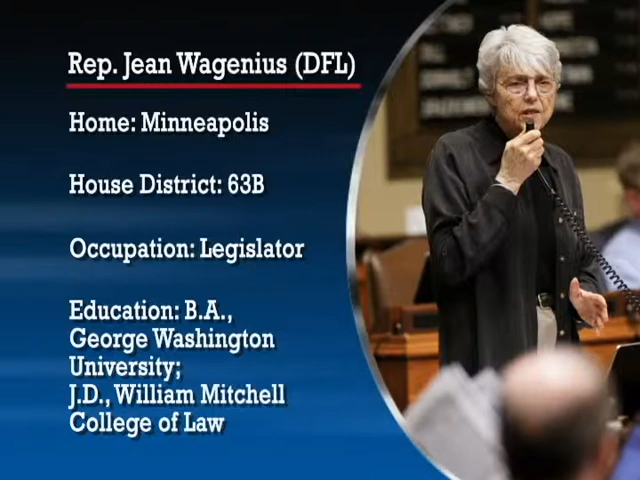 Rep. Jean Wagenius (DFL)
Home: Minneapolis
House District: 63B
Occupation: Legislator
Education: B.A.,
George Washington
University;
J.D., William Mitchell
College of Law